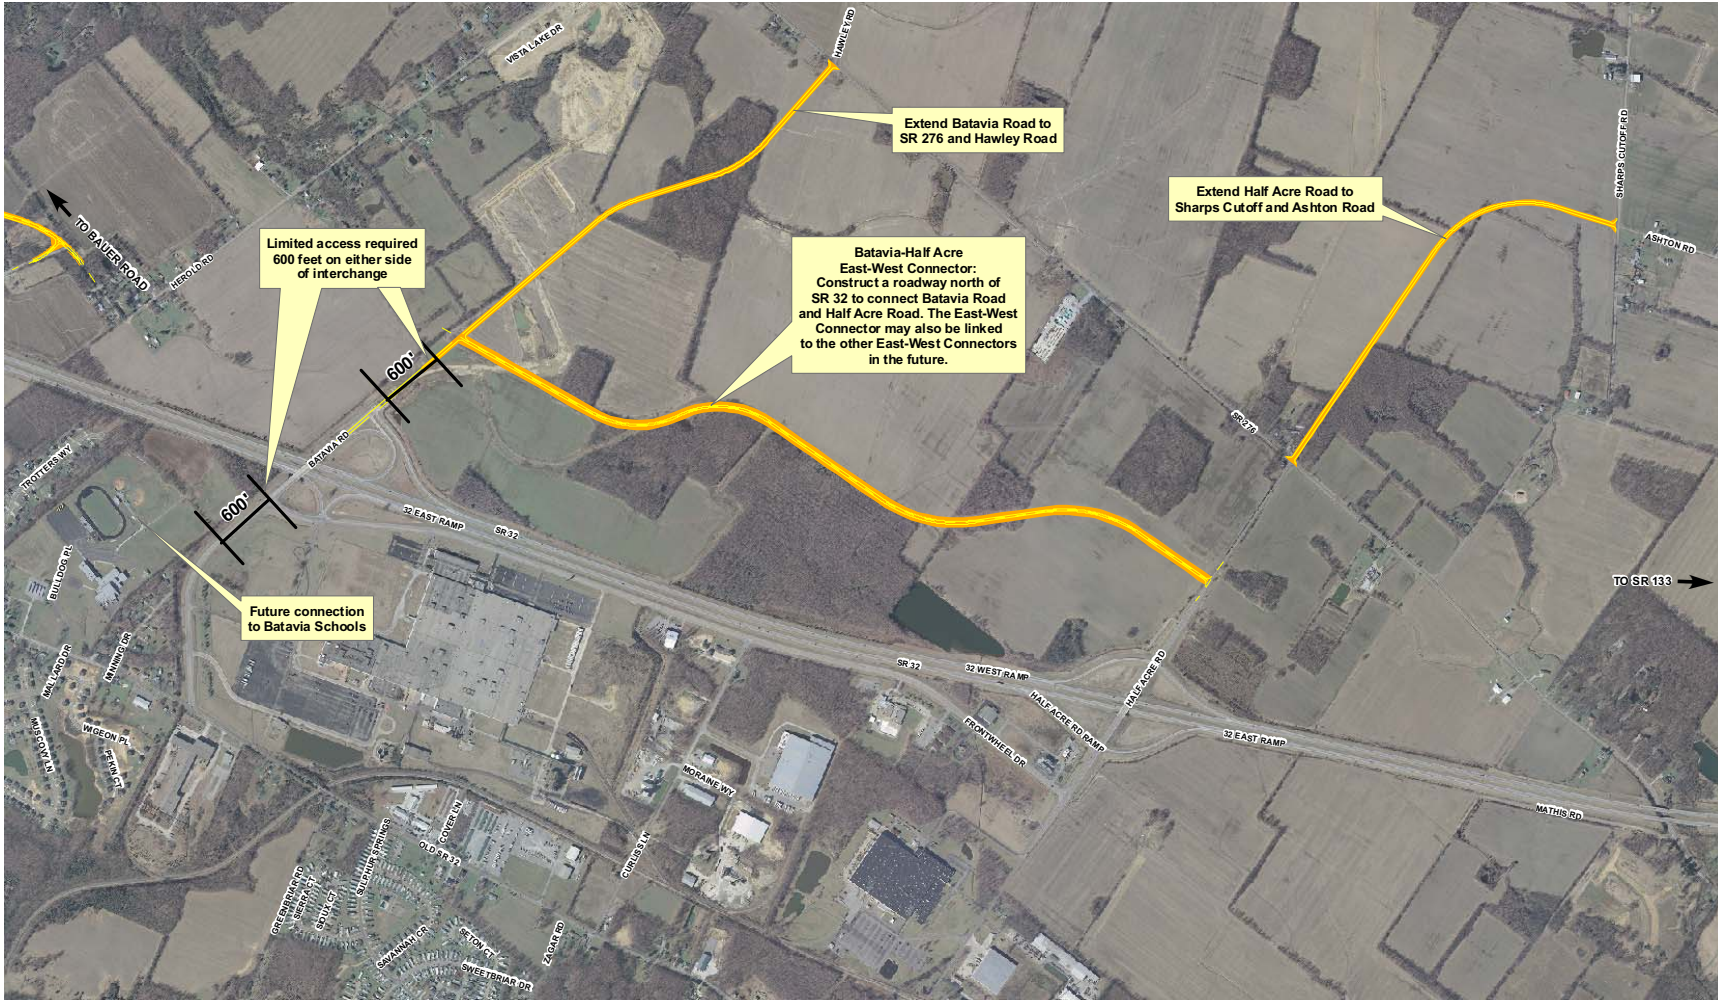 VISTA LAKE DR
HAWLEY RD
Extend Batavia Road to
SR 276 and Hawley Road
SHARPS CUTOFF RD
Extend Half Acre Road to
Sharps Cutoff and Ashton Road
ASHTON RD
TO BAUER ROAD
HEROLD RD
Limited access required
600 feet on either side
of interchange
Batavia-Half Acre
East-West Connector:
Construct a roadway north of
SR 32 to connect Batavia Road
and Half Acre Road. The East-West
Connector may also be linked
to the other East-West Connectors
in the future.
600'
SR 276
BATAVIA RD
TROTTERS WY
600'
32 EAST RAMP
SR 32
BULLDOG PL
Future connection
to Batavia Schools
TO SR 133
MINNING DR
MALLARD DR
SR 32
32 WEST RAMP
HALF ACRE RD
HALF ACRE RD RAMP
FRONTWHEEL DR
32 EAST RAMP
MUSCOVY LN
WIGEON PL
PEKIN CT
MORAINE WY
MATHIS RD
CURLISS LN
COVER LN
OLD SR 32
SULPHUR SPRINGS
GREENBRIAR RD
SIERRA CT
SIOUX CT
SAVANNAH CR
SETON CT
SWEETBRIAR DR
ZAGAR RD